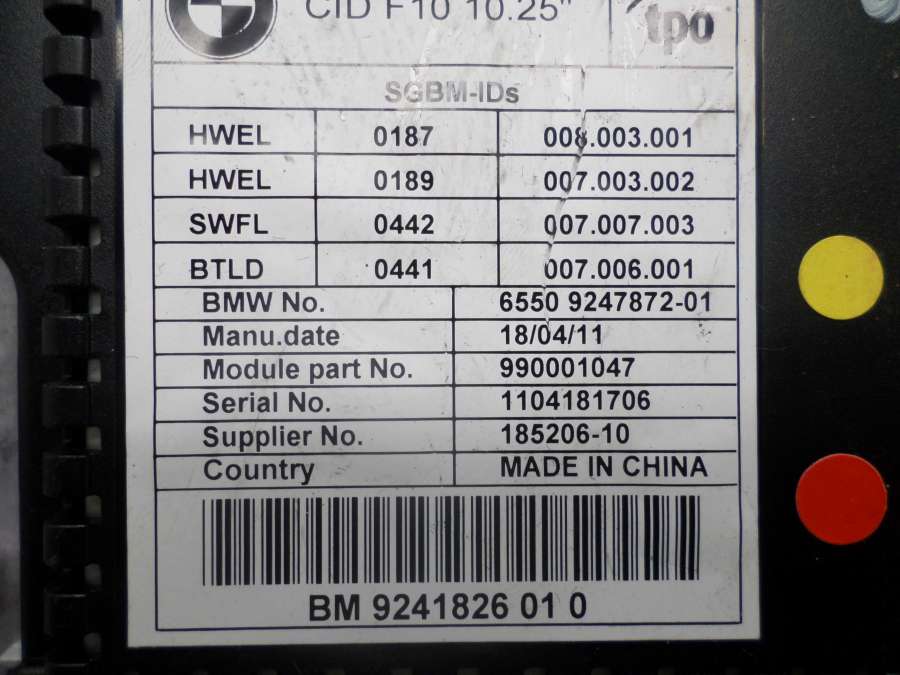 CID F10 10.25"
tpo
SGBM-IDs
HWEL 0187 008.003.001
HWEL 0189 007.003.002
SWFL 0442 007.007.003
BTLD 0441 007.006.001
BMW No. 6550 9247872-01
Manu.date 18/04/11
Module part No. 990001047
Serial No. 1104181706
Supplier No. 185206-10
Country MADE IN CHINA
BM 9241826 01 0